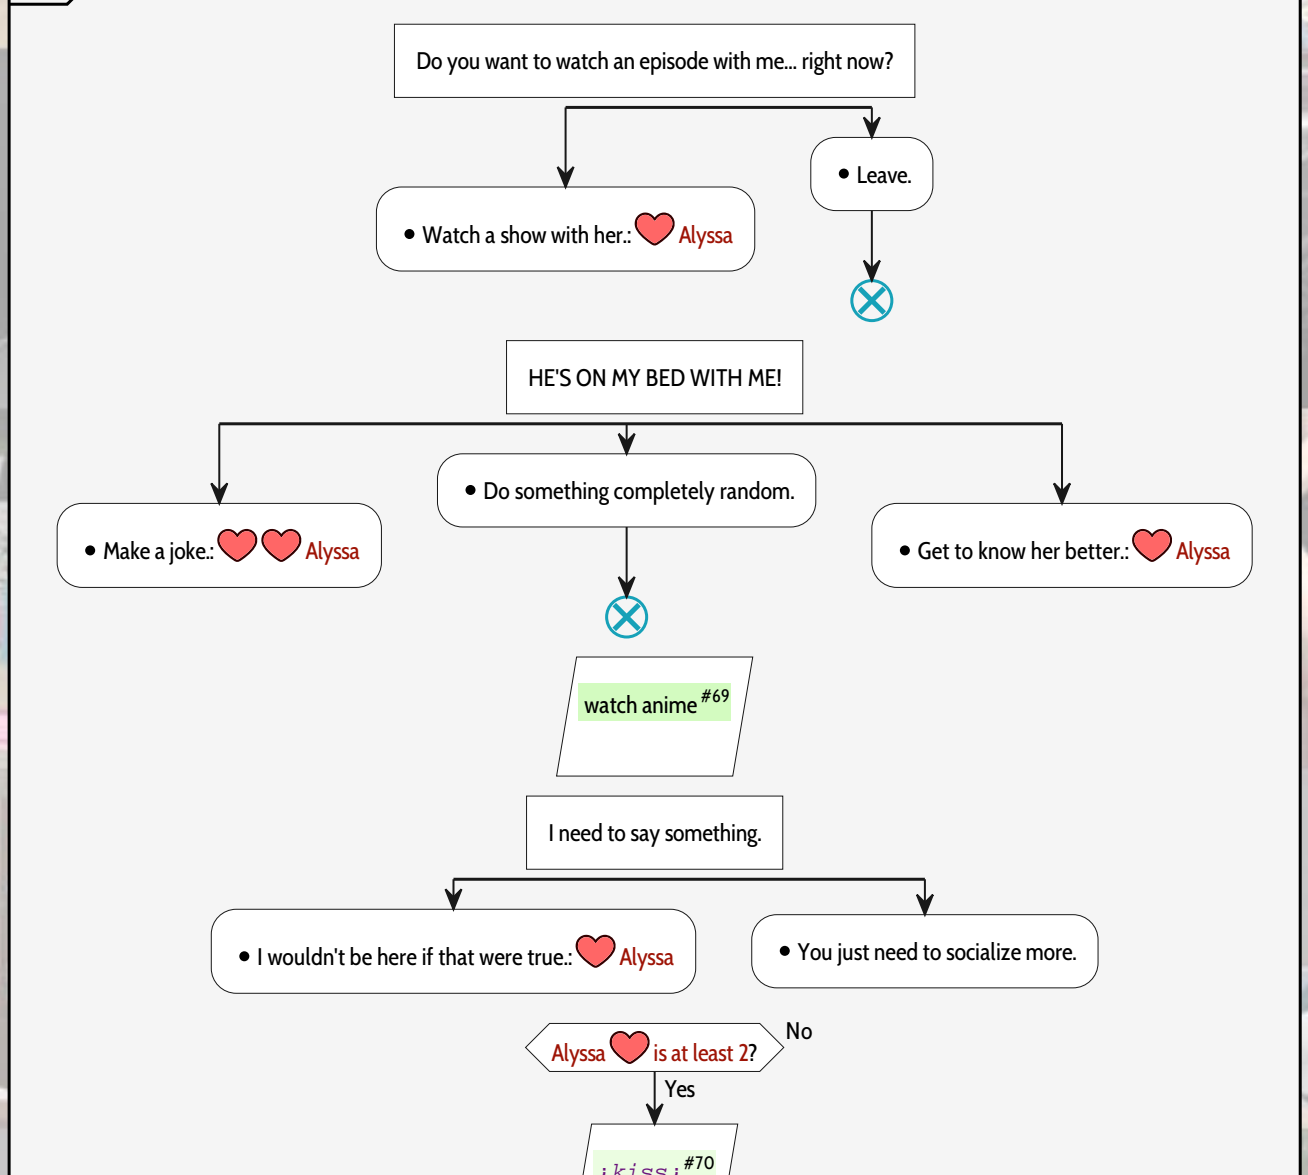 Do you want to watch an episode with me... right now?
• Leave.
• Watch a show with her.: Alyssa
HE'S ON MY BED WITH ME!
• Do something completely random.
• Make a joke.: Alyssa
• Get to know her better.: Alyssa
watch anime #69
I need to say something.
• I wouldn't be here if that were true.: Alyssa
• You just need to socialize more.
No
Alyssa is at least 2?
Yes
¡kiss¡ #70